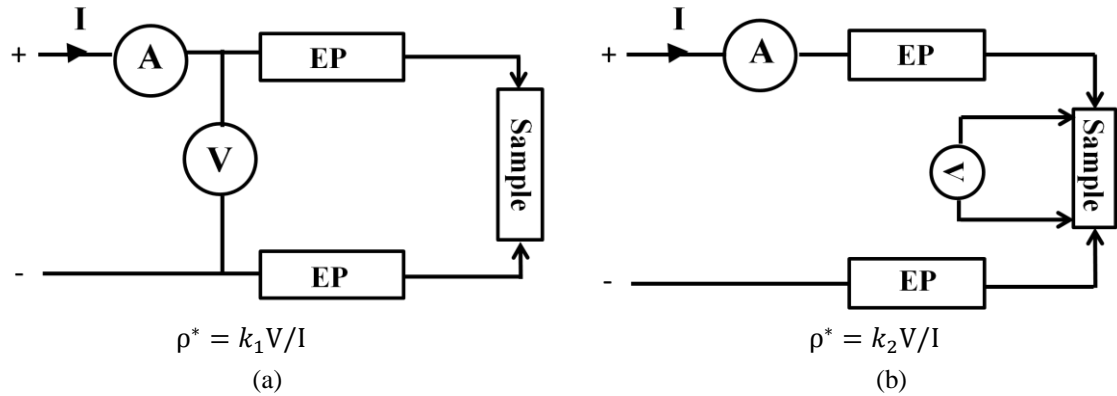 I
+
A
EP
V
Sample
-
EP
ρ* = k₁V/I
(a)
I
+
A
EP
V
Sample
-
EP
ρ* = k₂V/I
(b)